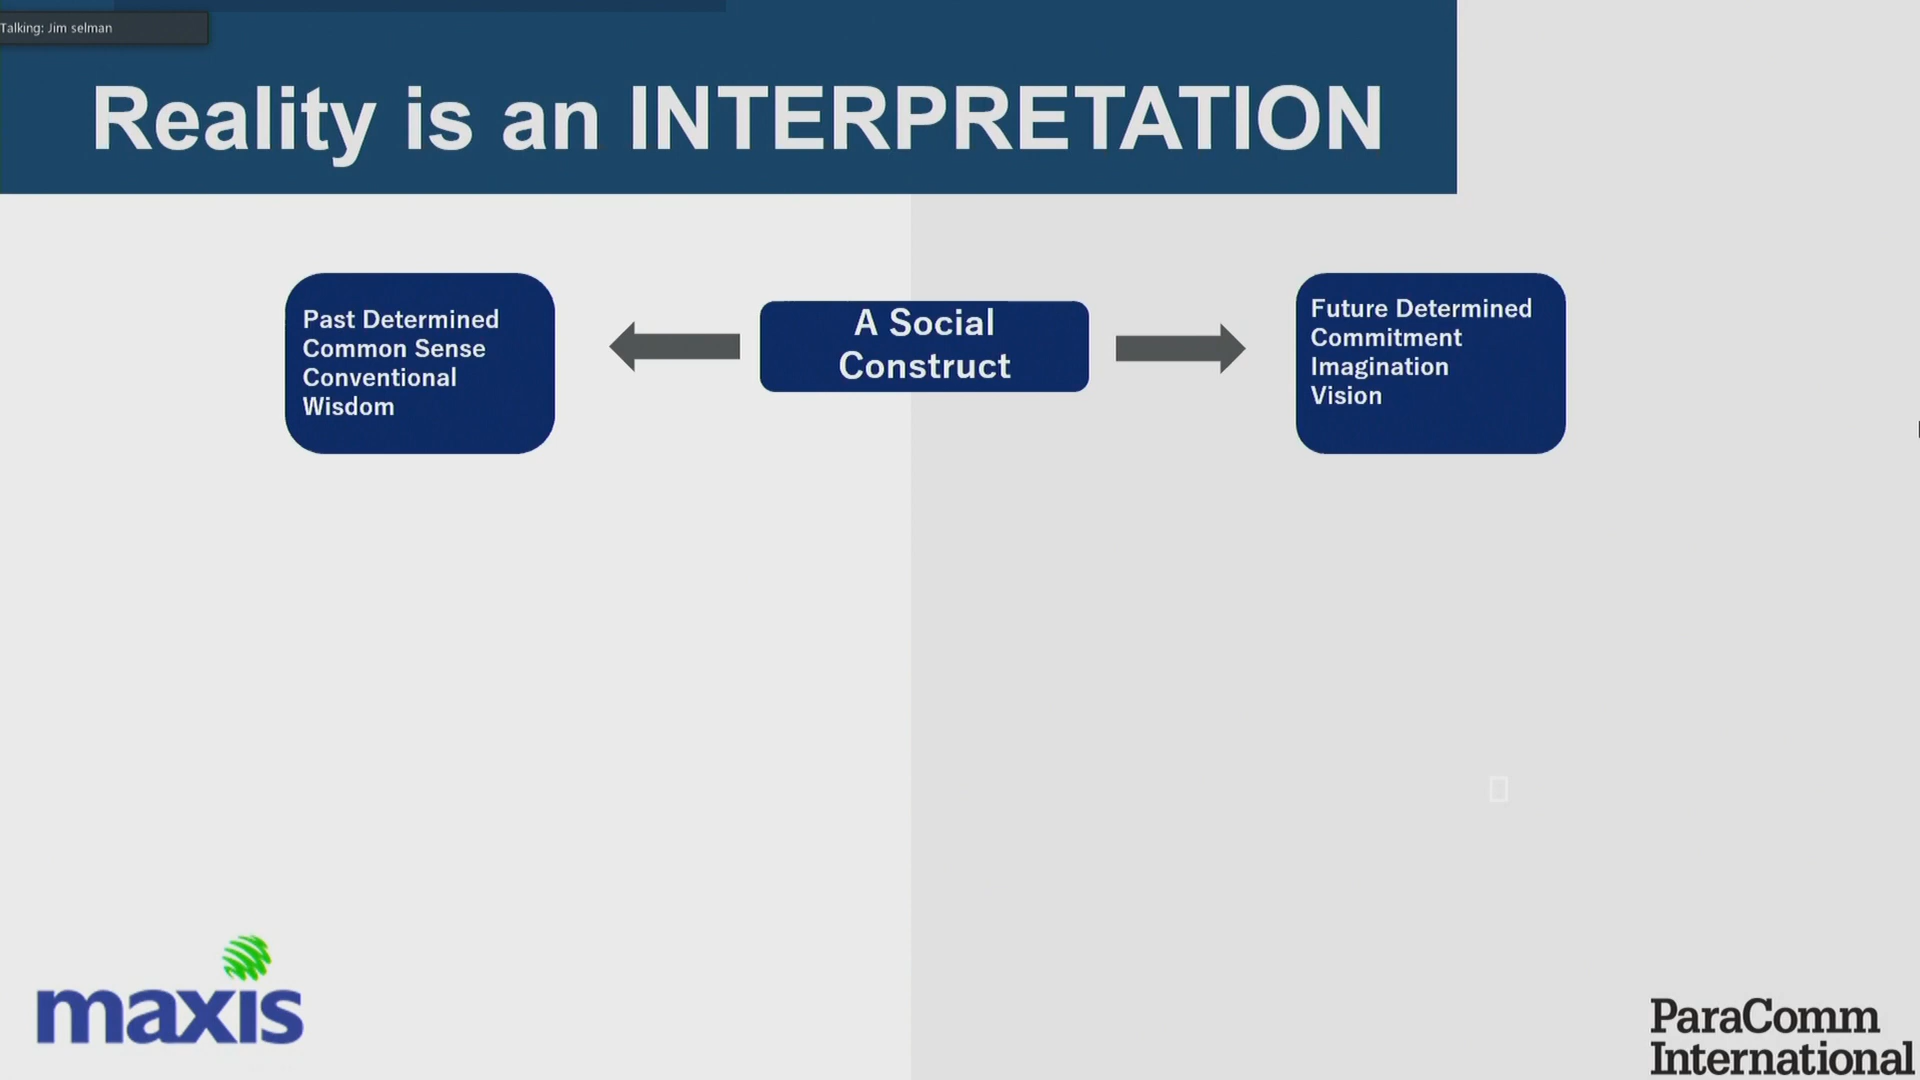 Talking: Jim selman
Reality is an INTERPRETATION
Past Determined
Common Sense
Conventional
Wisdom
A Social
Construct
Future Determined
Commitment
Imagination
Vision
maxis
ParaComm
International